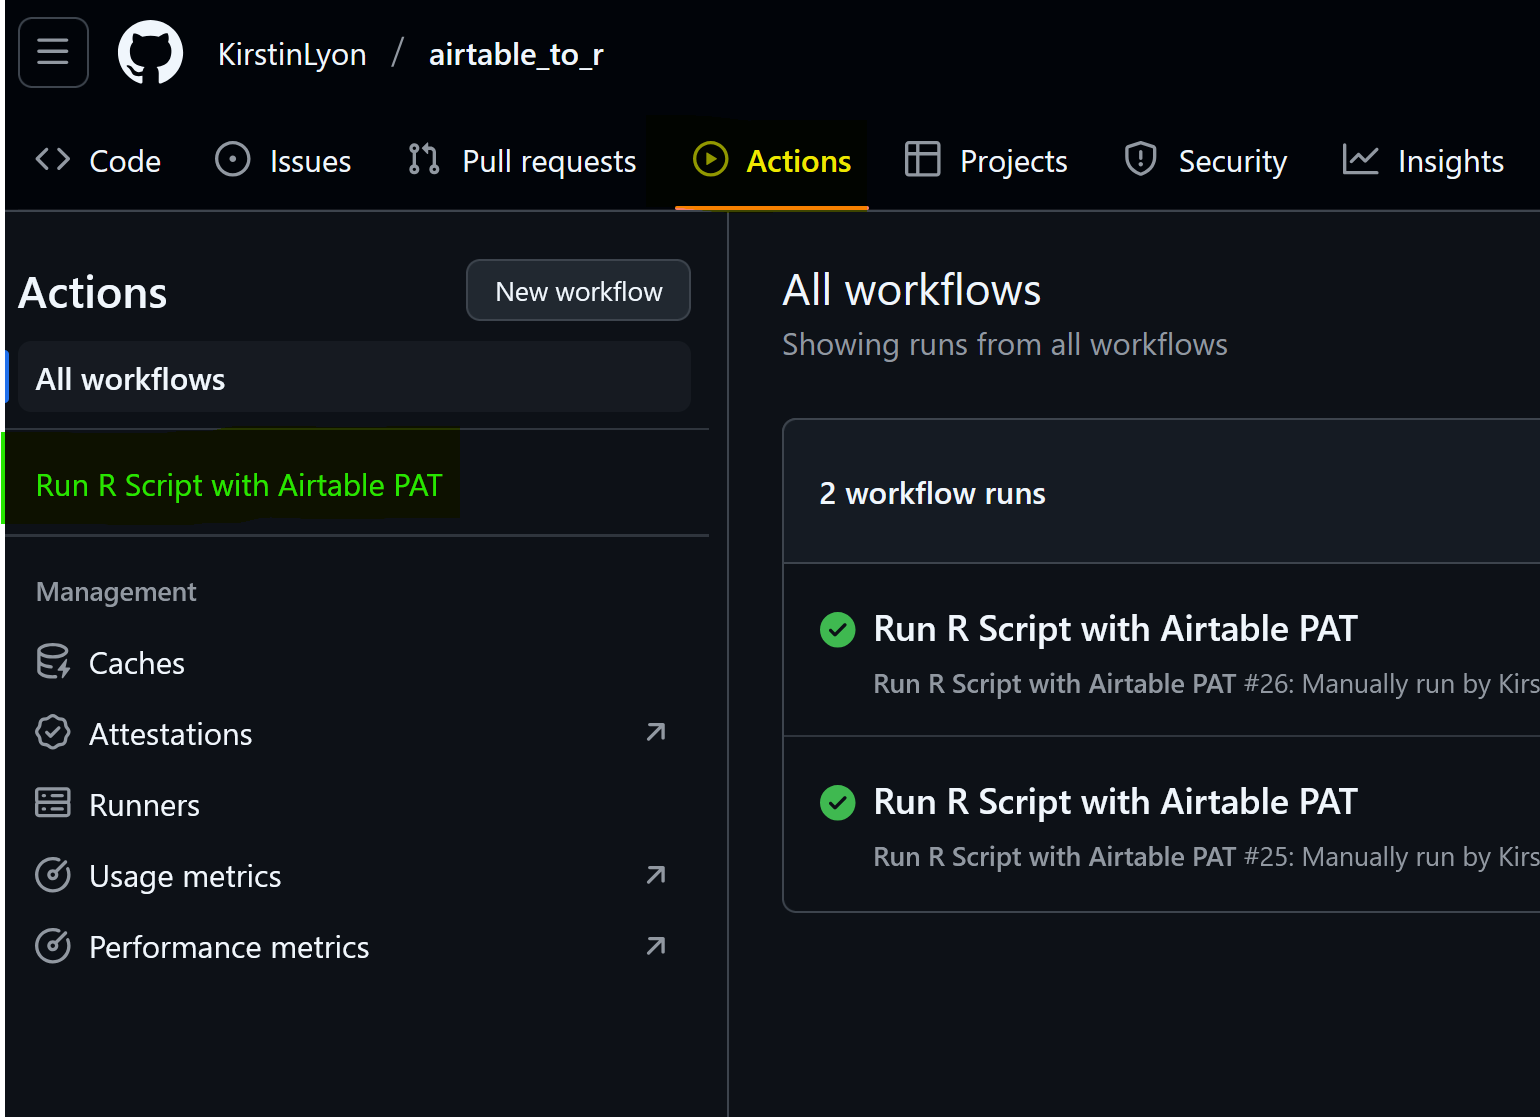 KirstinLyon / airtable_to_r
Code Issues Pull requests Actions Projects Security Insights
Actions
New workflow
All workflows
Run R Script with Airtable PAT
Management
Caches
Attestations
Runners
Usage metrics
Performance metrics
All workflows
Showing runs from all workflows
2 workflow runs
Run R Script with Airtable PAT
Run R Script with Airtable PAT #26: Manually run by Kirs
Run R Script with Airtable PAT
Run R Script with Airtable PAT #25: Manually run by Kirs